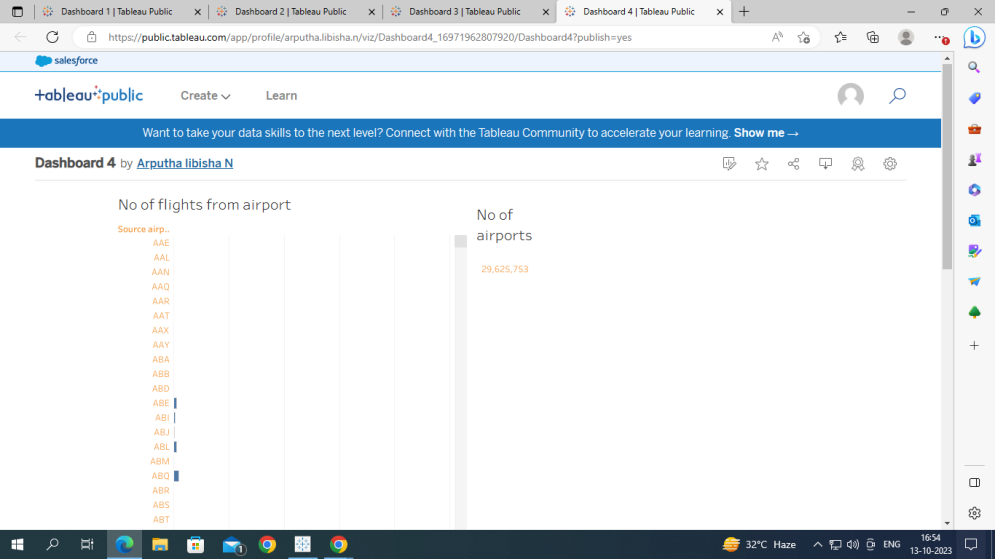 Dashboard 1 | Tableau Public
Dashboard 2 | Tableau Public
Dashboard 3 | Tableau Public
Dashboard 4 | Tableau Public
https://public.tableau.com/app/profile/arputha.libisha.n/viz/Dashboard4_16971962807920/Dashboard4?publish=yes
salesforce
+ableau public
Create
Learn
Want to take your data skills to the next level? Connect with the Tableau Community to accelerate your learning. Show me →
Dashboard 4 by Arputha libisha N
No of flights from airport
Source airp..
AAE
AAL
AAN
AAQ
AAR
AAT
AAX
AAY
ABA
ABB
ABD
ABE
ABI
ABJ
ABL
ABM
ABQ
ABR
ABS
ABT
No of
airports
29,625,753
1
32°C Haze
ENG
16:54
13-10-2023